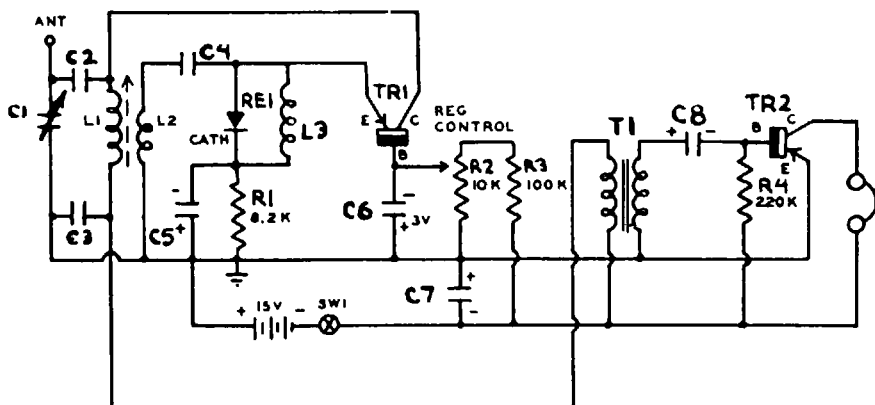 ANT
C2
C4
C1
L1
L2
RE1
CATH
L3
TR1
E
C
B
REG
CONTROL
R2
10K
R3
100K
R1
8.2K
C5
-
+
C6
-
+ 3V
C3
C7
+
-
+ 15V -
SW1
T1
C8
+ -
TR2
B
C
E
R4
220K